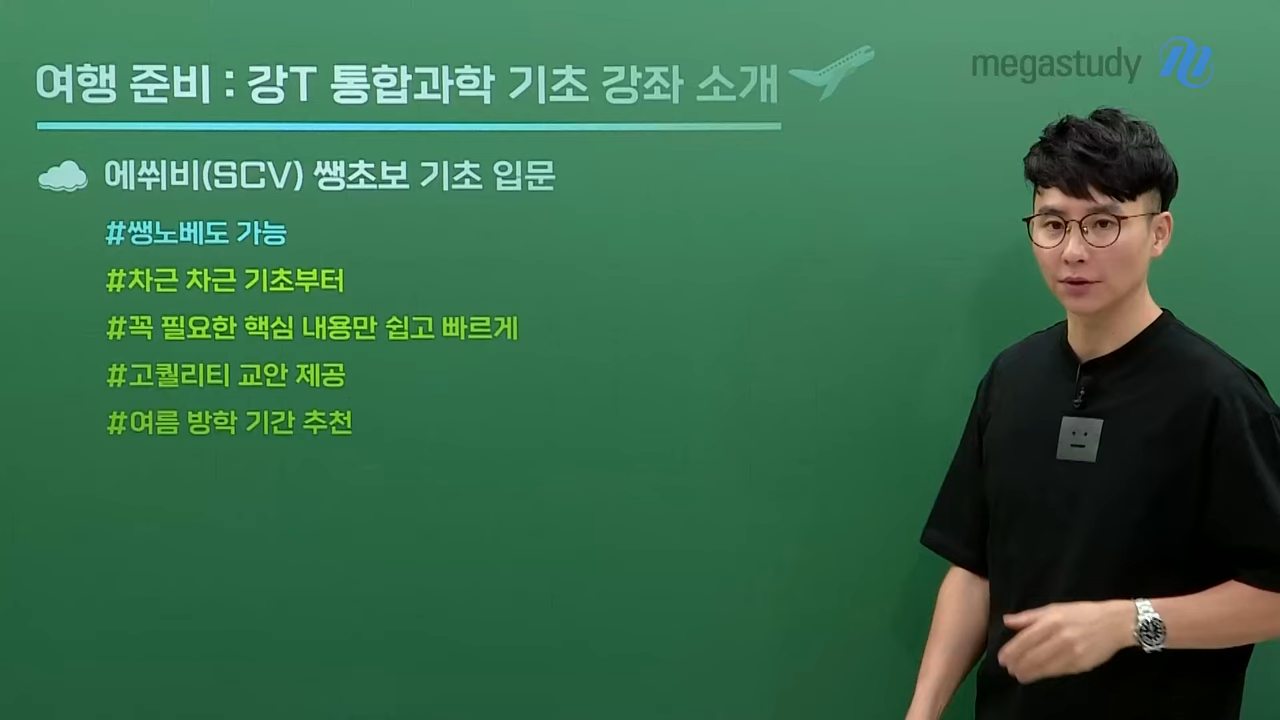 여행 준비 : 강T 통합과학 기초 강좌 소개
megastudy
에쒸비(SCV) 쌩초보 기초 입문
#쌩노베도 가능
#차근 차근 기초부터
#꼭 필요한 핵심 내용만 쉽고 빠르게
#고퀄리티 교안 제공
#여름 방학 기간 추천